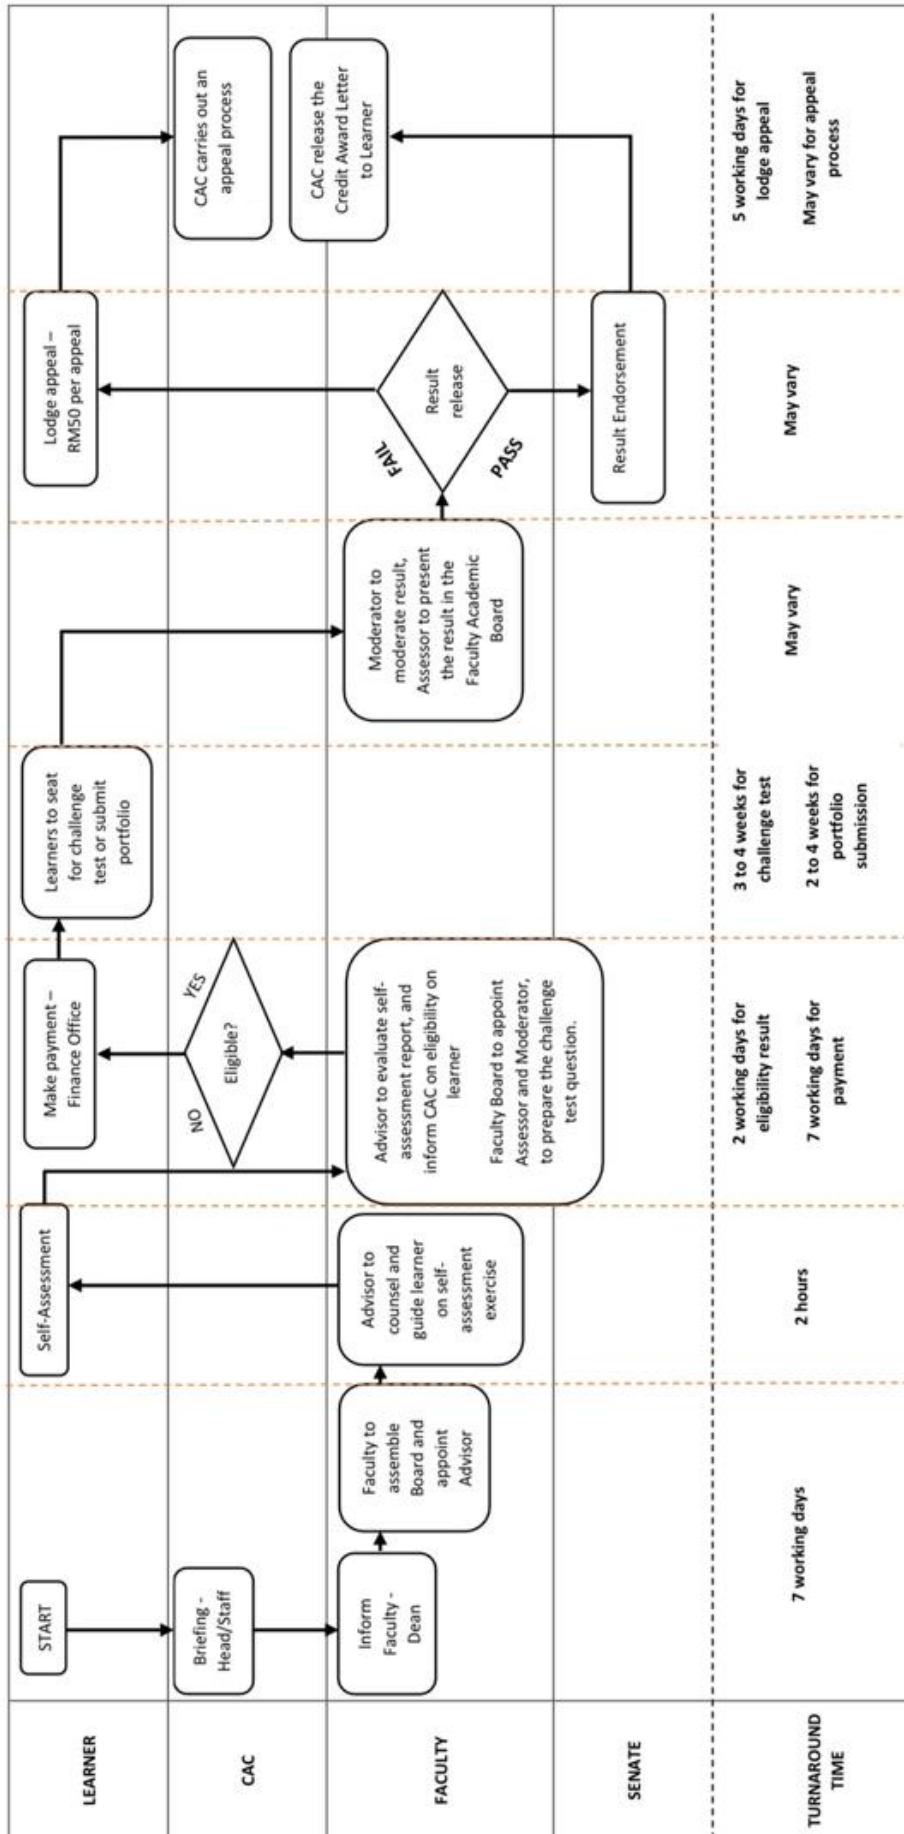 LEARNER
START
Self-Assessment
Make payment –
Finance Office
Learners to seat
for challenge
test or submit
portfolio
Lodge appeal –
RM50 per appeal
CAC
Briefing -
Head/Staff
NO
Eligible?
YES
CAC carries out an
appeal process
FACULTY
Inform
Faculty -
Dean
Faculty to
assemble
Board and
appoint
Advisor
Advisor to
counsel and
guide learner
on self-
assessment
exercise
Advisor to evaluate self-
assessment report, and
inform CAC on eligibility on
learner
Faculty Board to appoint
Assessor and Moderator,
to prepare the challenge
test question.
Moderator to
moderate result,
Assessor to present
the result in the
Faculty Academic
Board
FAIL
Result
release
PASS
CAC release the
Credit Award Letter
to Learner
SENATE
Result Endorsement
TURNAROUND
TIME
7 working days
2 hours
2 working days for
eligibility result
7 working days for
payment
3 to 4 weeks for
challenge test
2 to 4 weeks for
portfolio
submission
May vary
May vary
5 working days for
lodge appeal
May vary for appeal
process